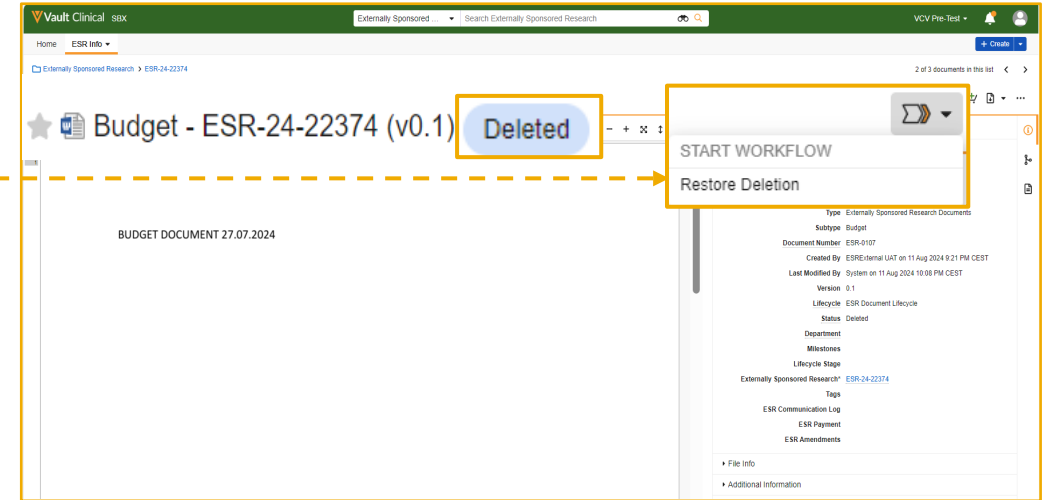 Vault Clinical SBX
Externally Sponsored ...
Search Externally Sponsored Research
VCV Pre-Test
Home
ESR Info
+ Create
Externally Sponsored Research > ESR-24-22374
2 of 3 documents in this list
Budget - ESR-24-22374 (v0.1)
Deleted
START WORKFLOW
Restore Deletion
BUDGET DOCUMENT 27.07.2024
Type Externally Sponsored Research Documents
Subtype Budget
Document Number ESR-0107
Created By ESRExternal UAT on 11 Aug 2024 9:21 PM CEST
Last Modified By System on 11 Aug 2024 10:08 PM CEST
Version 0.1
Lifecycle ESR Document Lifecycle
Status Deleted
Department
Milestones
Lifecycle Stage
Externally Sponsored Research* ESR-24-22374
Tags
ESR Communication Log
ESR Payment
ESR Amendments
File Info
Additional Information